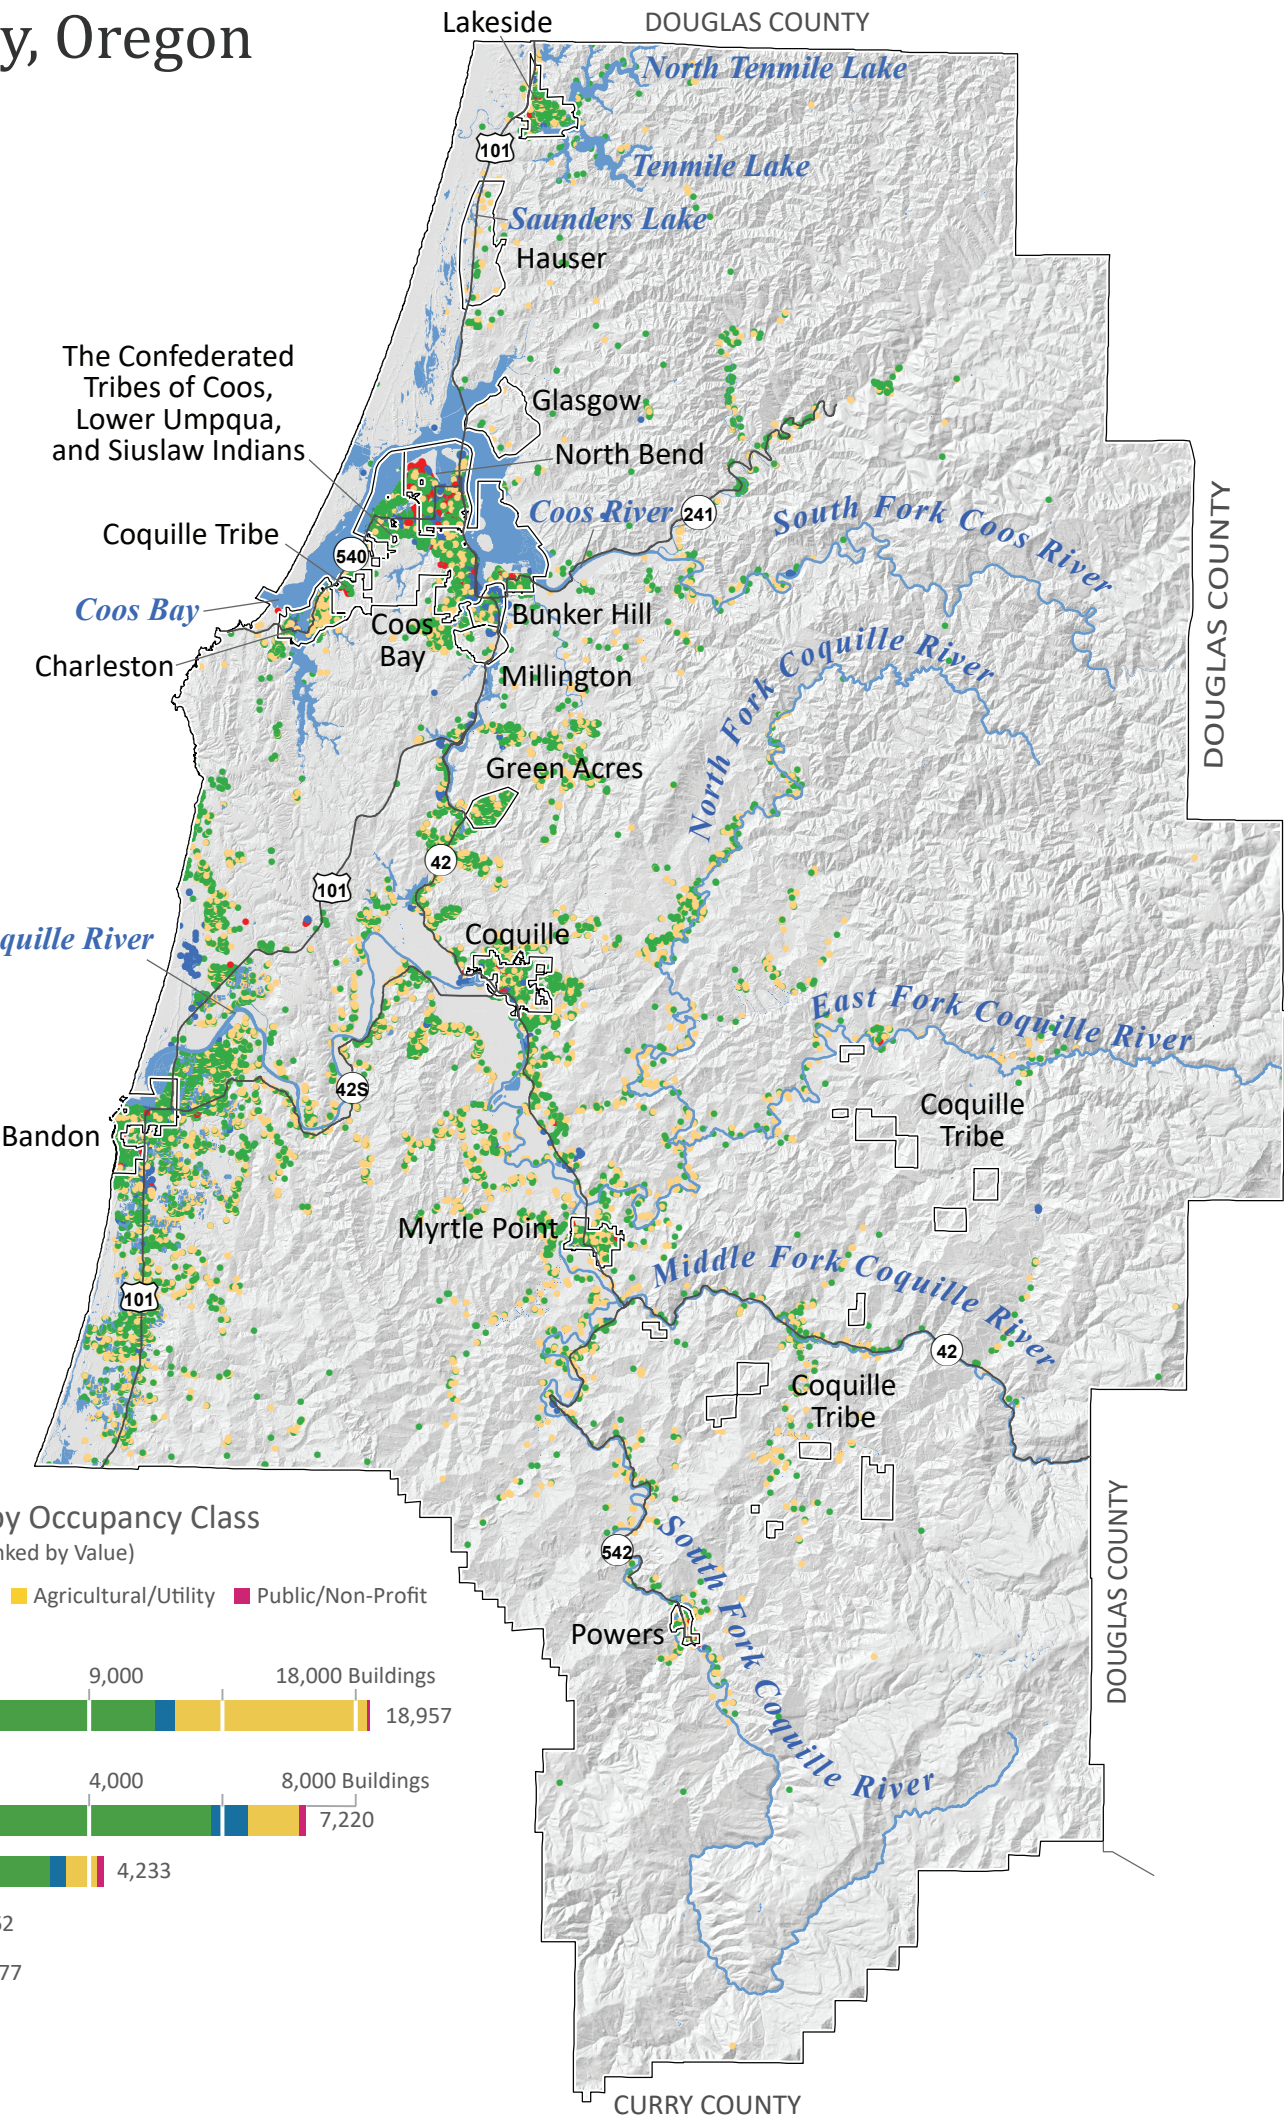 y, Oregon
Lakeside
DOUGLAS COUNTY
North Tenmile Lake
101
Tenmile Lake
Saunders Lake
Hauser
The Confederated
Tribes of Coos,
Lower Umpqua,
and Siuslaw Indians
Glasgow
North Bend
Coos River
241
South Fork Coos River
DOUGLAS COUNTY
Coquille Tribe
540
Coos Bay
Coos
Bay
Bunker Hill
Charleston
Millington
North Fork Coquille River
Green Acres
42
101
Coquille
quille River
East Fork Coquille River
42S
Coquille
Tribe
Bandon
Myrtle Point
Middle Fork Coquille River
101
42
Coquille
Tribe
by Occupancy Class
nked by Value)
Agricultural/Utility
Public/Non-Profit
542
South Fork Coquille River
Powers
DOUGLAS COUNTY
9,000
18,000 Buildings
18,957
4,000
8,000 Buildings
7,220
4,233
62
77
CURRY COUNTY